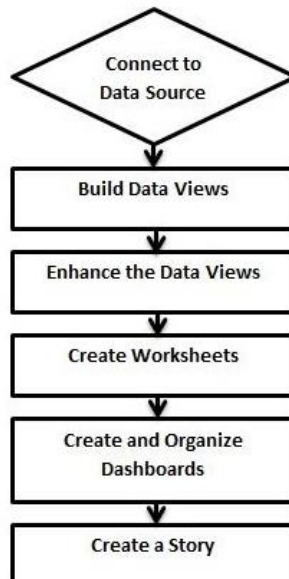 Connect to
Data Source
Build Data Views
Enhance the Data Views
Create Worksheets
Create and Organize
Dashboards
Create a Story